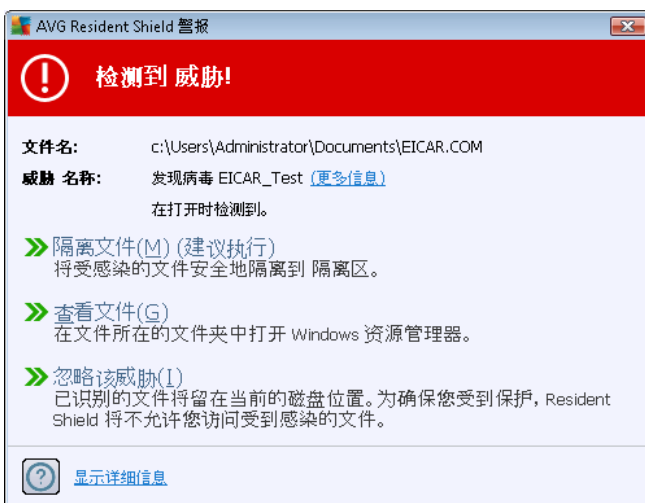 AVG Resident Shield 警报
检测到 威胁!
文件名: c:\Users\Administrator\Documents\EICAR.COM
威胁 名称: 发现病毒 EICAR_Test (更多信息)
在打开时检测到。
隔离文件(M) (建议执行)
将受感染的文件安全地隔离到 隔离区。
查看文件(G)
在文件所在的文件夹中打开 Windows 资源管理器。
忽略该威胁(I)
已识别的文件将留在当前的磁盘位置。为确保您受到保护, Resident
Shield 将不允许您访问受到感染的文件。
显示详细信息